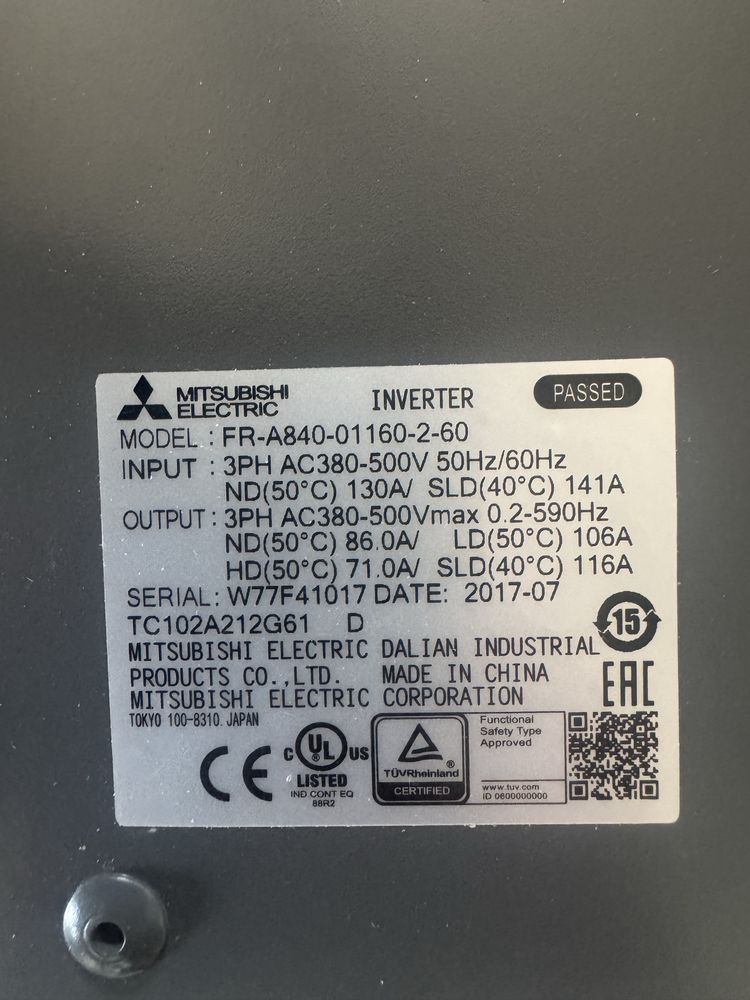 MITSUBISHI
ELECTRIC
INVERTER
PASSED
MODEL : FR-A840-01160-2-60
INPUT : 3PH AC380-500V 50Hz/60Hz
ND(50°C) 130A/ SLD(40°C) 141A
OUTPUT : 3PH AC380-500Vmax 0.2-590Hz
ND(50°C) 86.0A/ LD(50°C) 106A
HD(50°C) 71.0A/ SLD(40°C) 116A
SERIAL: W77F41017 DATE: 2017-07
TC102A212G61 D
15
MITSUBISHI ELECTRIC DALIAN INDUSTRIAL
PRODUCTS CO.,LTD. MADE IN CHINA
MITSUBISHI ELECTRIC CORPORATION
TOKYO 100-8310. JAPAN
EAC
CE
C UL US
LISTED
IND CONT EQ
88R2
®
TÜVRheinland
CERTIFIED
Functional
Safety Type
Approved
www.tuv.com
ID 0600000000